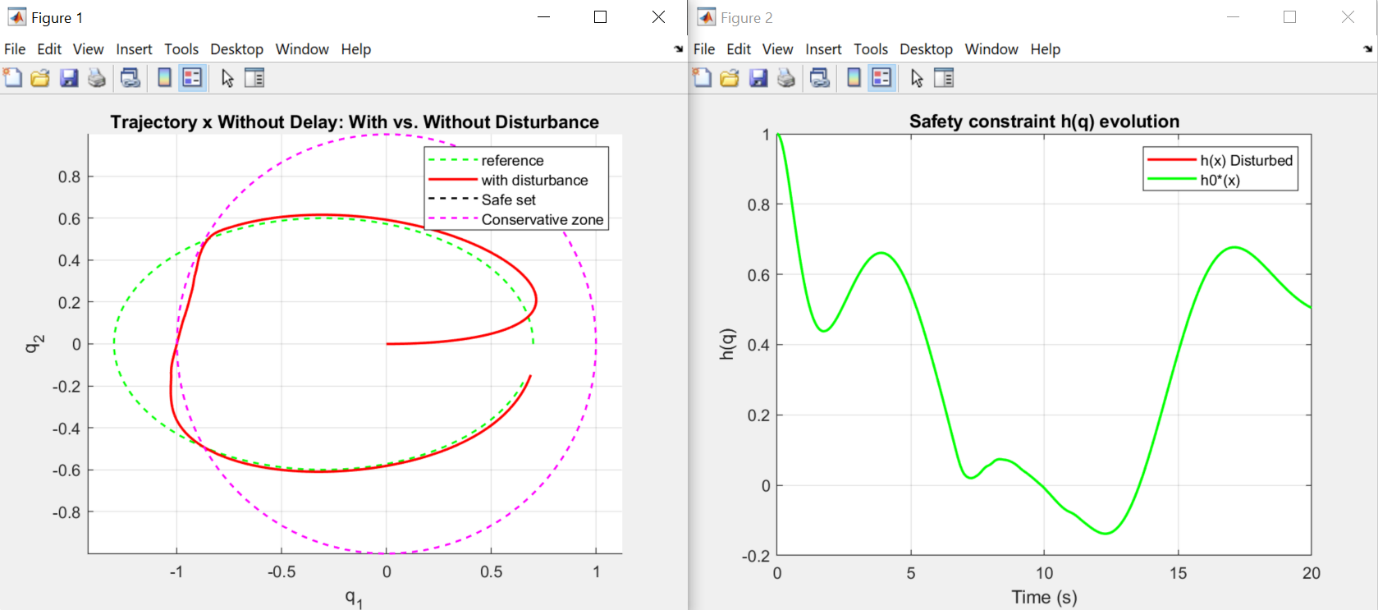 Figure 1
File Edit View Insert Tools Desktop Window Help
Trajectory x Without Delay: With vs. Without Disturbance
reference
with disturbance
Safe set
Conservative zone
0.8
0.6
0.4
0.2
0
-0.2
-0.4
-0.6
-0.8
q2
-1 -0.5 0 0.5 1
q1
Figure 2
File Edit View Insert Tools Desktop Window Help
Safety constraint h(q) evolution
h(x) Disturbed
h0*(x)
1
0.8
0.6
0.4
0.2
0
-0.2
h(q)
0 5 10 15 20
Time (s)